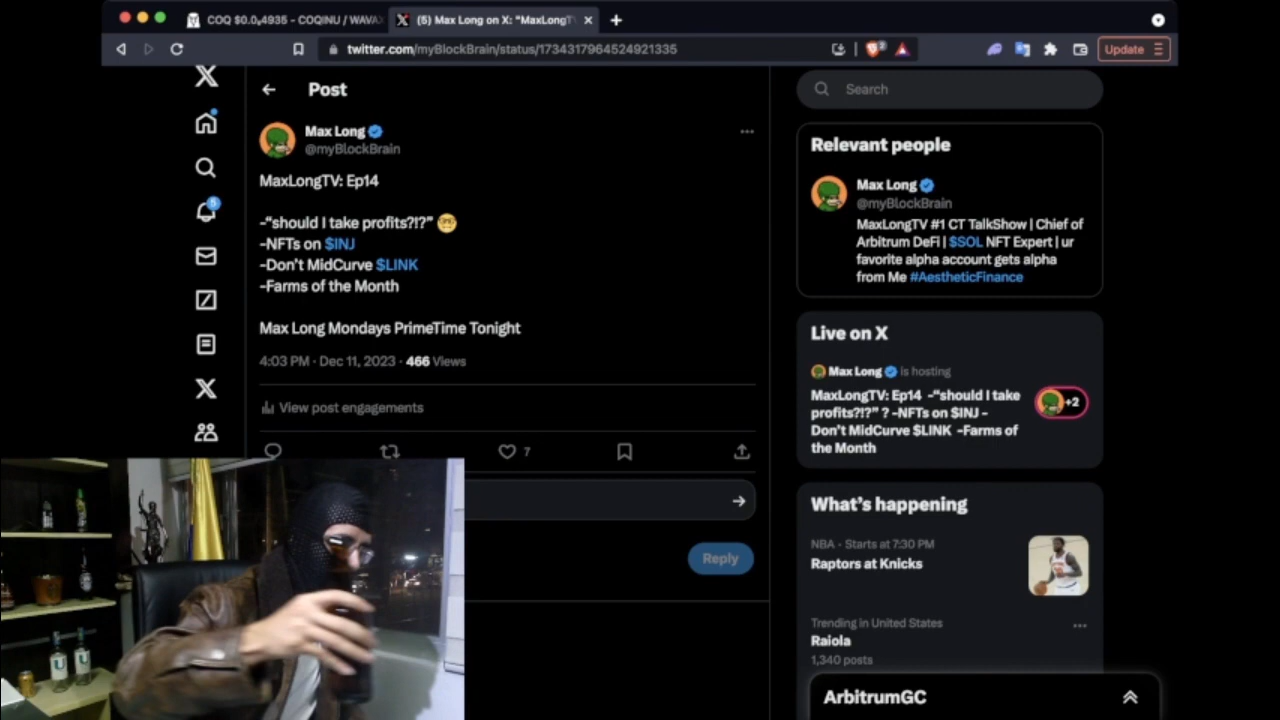 COQ $0.0₆4935 - COQINU / WAVAX
(5) Max Long on X: "MaxLongT
twitter.com/myBlockBrain/status/1734317964524921335
Update
Post
Max Long
@myBlockBrain
MaxLongTV: Ep14
-“should I take profits?!?” 🤓
-NFTs on $INJ
-Don’t MidCurve $LINK
-Farms of the Month
Max Long Mondays PrimeTime Tonight
4:03 PM · Dec 11, 2023 · 466 Views
View post engagements
7
Reply
5
Search
Relevant people
Max Long
@myBlockBrain
MaxLongTV #1 CT TalkShow | Chief of
Arbitrum DeFi | $SOL NFT Expert | ur
favorite alpha account gets alpha
from Me #AestheticFinance
Live on X
Max Long is hosting
MaxLongTV: Ep14 -“should I take
profits?!?” ? -NFTs on $INJ -
Don’t MidCurve $LINK -Farms of
the Month
+2
What’s happening
NBA · Starts at 7:30 PM
Raptors at Knicks
Trending in United States
Raiola
1,340 posts
ArbitrumGC